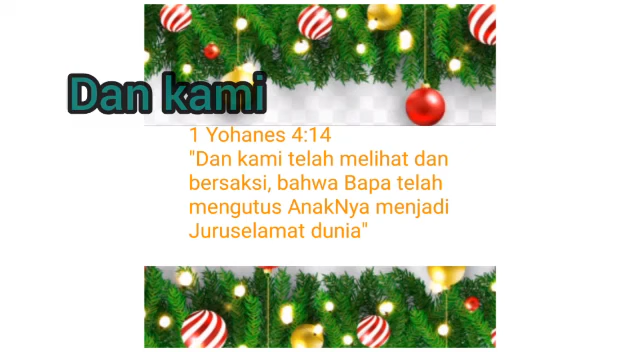 Dan kami
1 Yohanes 4:14
"Dan kami telah melihat dan
bersaksi, bahwa Bapa telah
mengutus AnakNya menjadi
Juruselamat dunia"